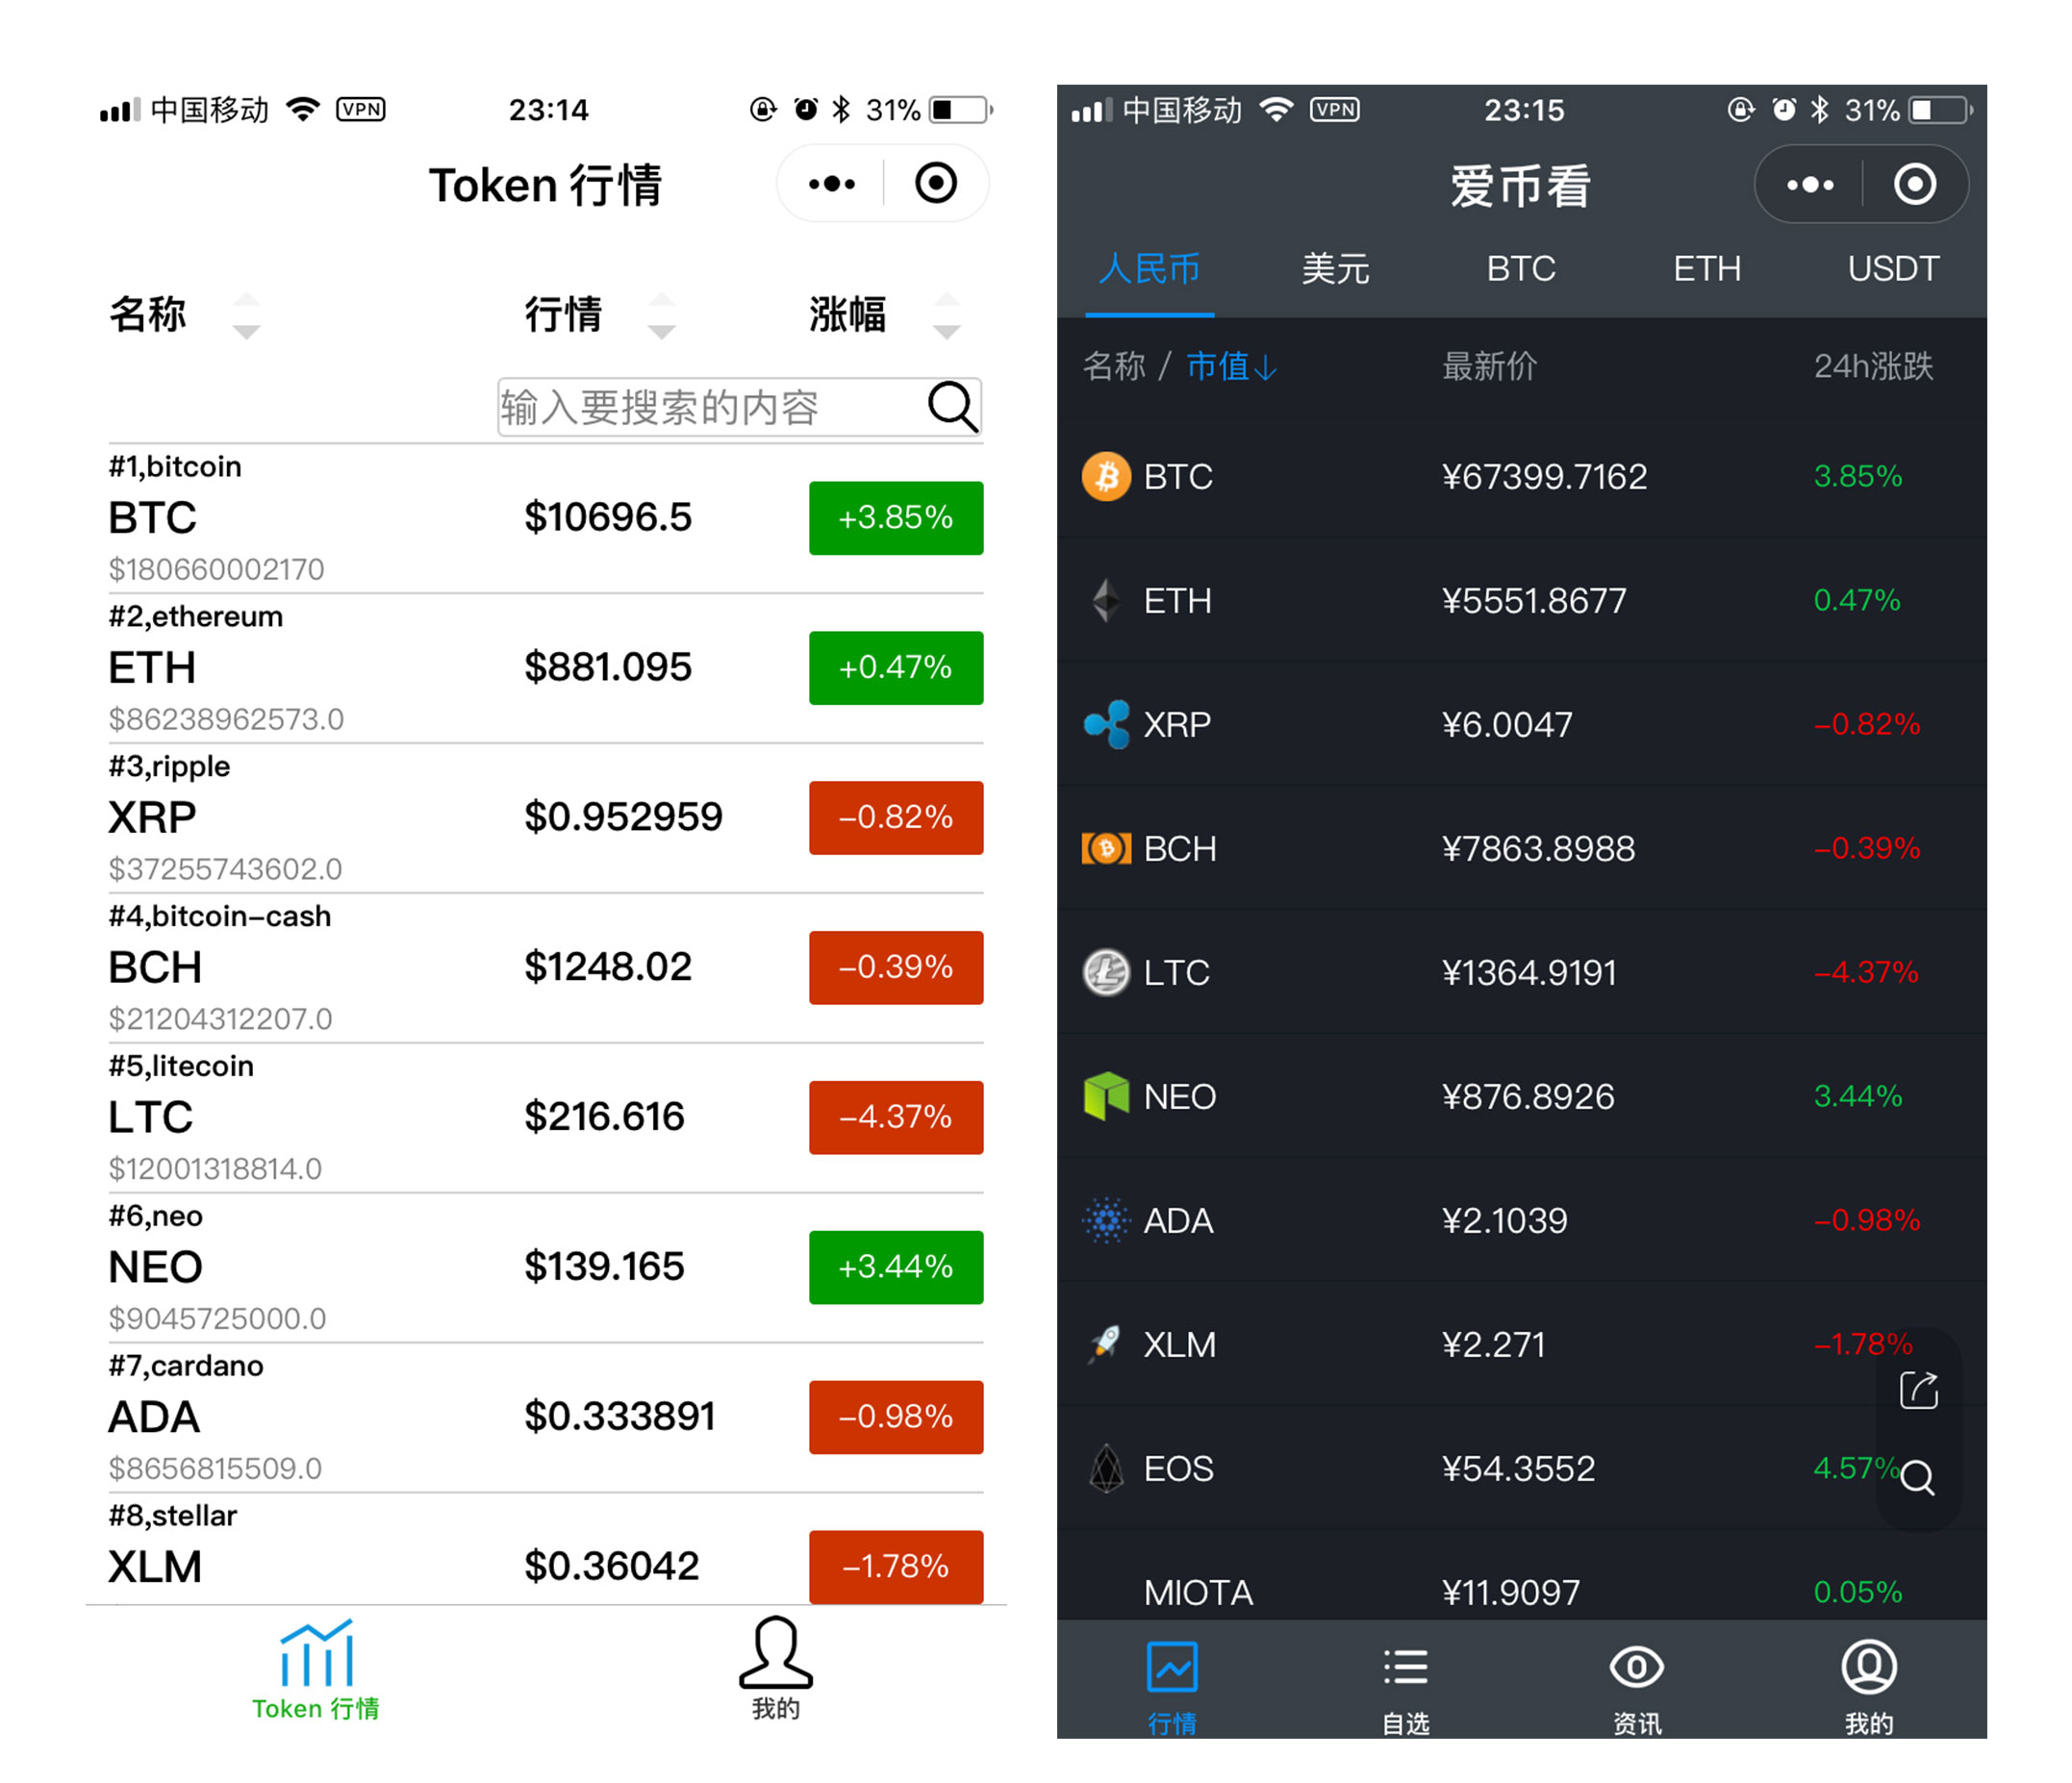 中国移动 VPN 23:14 31%
Token 行情
名称 行情 涨幅
输入要搜索的内容
#1,bitcoin
BTC $10696.5 +3.85%
$180660002170
#2,ethereum
ETH $881.095 +0.47%
$86238962573.0
#3,ripple
XRP $0.952959 −0.82%
$37255743602.0
#4,bitcoin−cash
BCH $1248.02 −0.39%
$21204312207.0
#5,litecoin
LTC $216.616 −4.37%
$12001318814.0
#6,neo
NEO $139.165 +3.44%
$9045725000.0
#7,cardano
ADA $0.333891 −0.98%
$8656815509.0
#8,stellar
XLM $0.36042 −1.78%
Token 行情 我的
中国移动 VPN 23:15 31%
爱币看
人民币 美元 BTC ETH USDT
名称 / 市值↓ 最新价 24h涨跌
BTC ¥67399.7162 3.85%
ETH ¥5551.8677 0.47%
XRP ¥6.0047 −0.82%
BCH ¥7863.8988 −0.39%
LTC ¥1364.9191 −4.37%
NEO ¥876.8926 3.44%
ADA ¥2.1039 −0.98%
XLM ¥2.271 −1.78%
EOS ¥54.3552 4.57%
MIOTA ¥11.9097 0.05%
行情 自选 资讯 我的